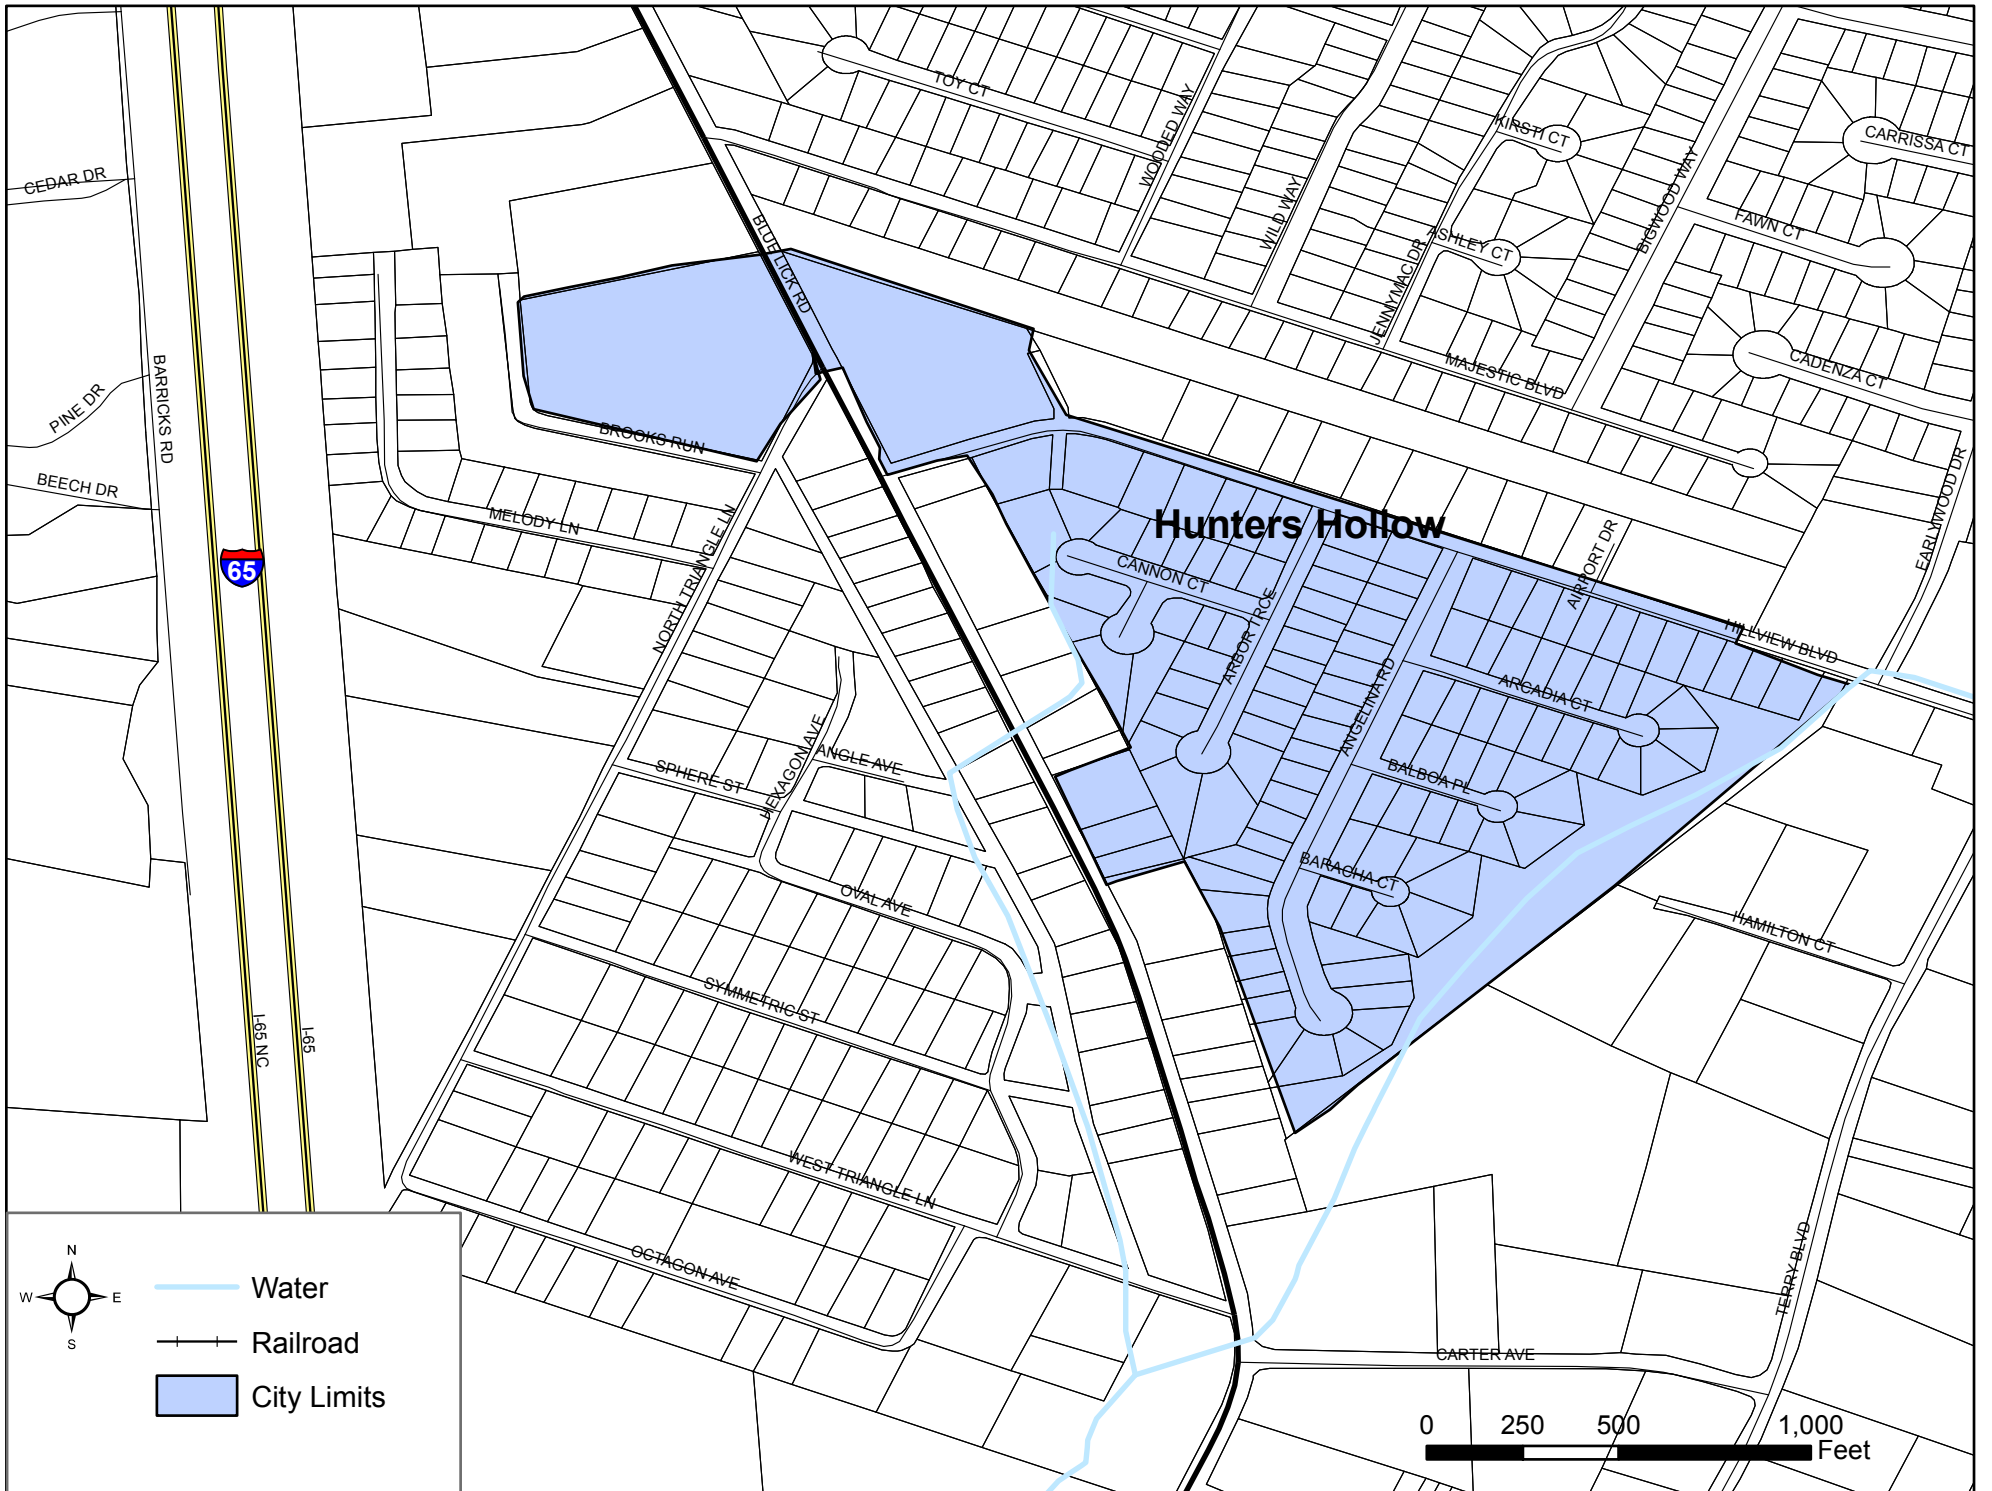 TOY CT
WOODED WAY
WILD WAY
KIRSTI CT
ASHLEY CT
JENNYMAC DR
BIGWOOD WAY
CARRISSA CT
FAWN CT
CADENZA CT
MAJESTIC BLVD
EARLYWOOD DR
CEDAR DR
PINE DR
BEECH DR
BARRICKS RD
65
BLUE LICK RD
BROOKS RUN
MELODY LN
NORTH TRIANGLE LN
Hunters Hollow
CANNON CT
ARBOR TRCE
AIRPORT DR
HILLVIEW BLVD
ANGELINA RD
ARCADIA CT
BALBOA PL
BARACHA CT
HAMILTON CT
SPHERE ST
HEXAGON AVE
ANGLE AVE
OVAL AVE
SYMMETRIC ST
WEST TRIANGLE LN
OCTAGON AVE
I-65 NC
I-65
TERRY BLVD
CARTER AVE
N
W E
S
Water
Railroad
City Limits
0 250 500 1,000
Feet